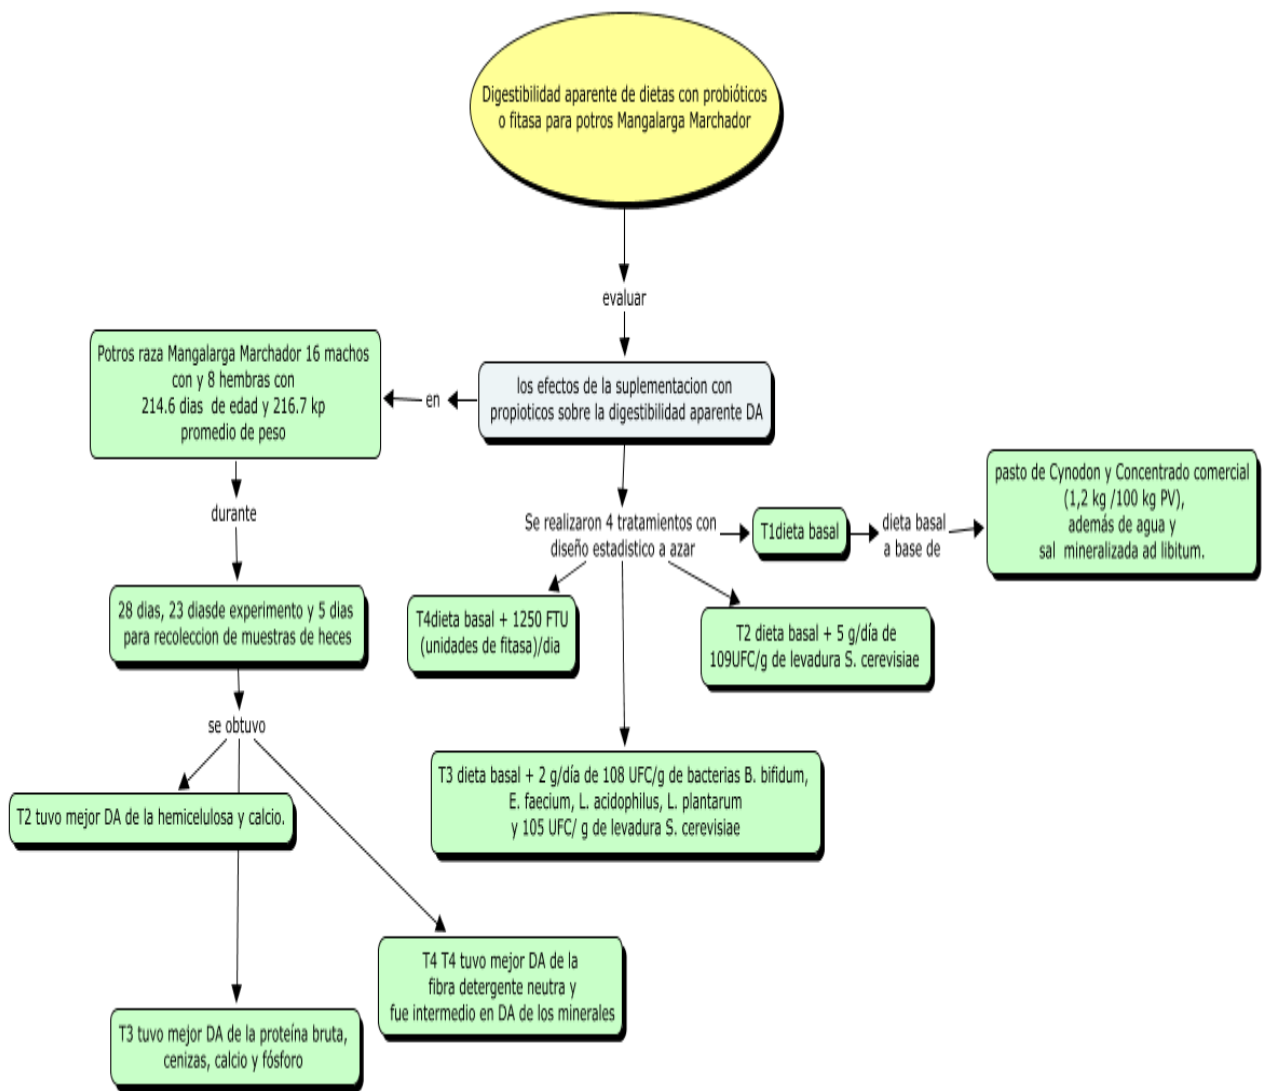 Digestibilidad aparente de dietas con probióticos
o fitasa para potros Mangalarga Marchador
evaluar
los efectos de la suplementacion con
propioticos sobre la digestibilidad aparente DA
en
Potros raza Mangalarga Marchador 16 machos
con y 8 hembras con
214.6 dias de edad y 216.7 kp
promedio de peso
durante
28 dias, 23 diasde experimento y 5 dias
para recoleccion de muestras de heces
se obtuvo
T2 tuvo mejor DA de la hemicelulosa y calcio.
T3 tuvo mejor DA de la proteína bruta,
cenizas, calcio y fósforo
T4 T4 tuvo mejor DA de la
fibra detergente neutra y
fue intermedio en DA de los minerales
Se realizaron 4 tratamientos con
diseño estadistico a azar
T1dieta basal
dieta basal
a base de
pasto de Cynodon y Concentrado comercial
(1,2 kg /100 kg PV),
además de agua y
sal mineralizada ad libitum.
T2 dieta basal + 5 g/día de
109UFC/g de levadura S. cerevisiae
T3 dieta basal + 2 g/día de 108 UFC/g de bacterias B. bifidum,
E. faecium, L. acidophilus, L. plantarum
y 105 UFC/ g de levadura S. cerevisiae
T4dieta basal + 1250 FTU
(unidades de fitasa)/dia